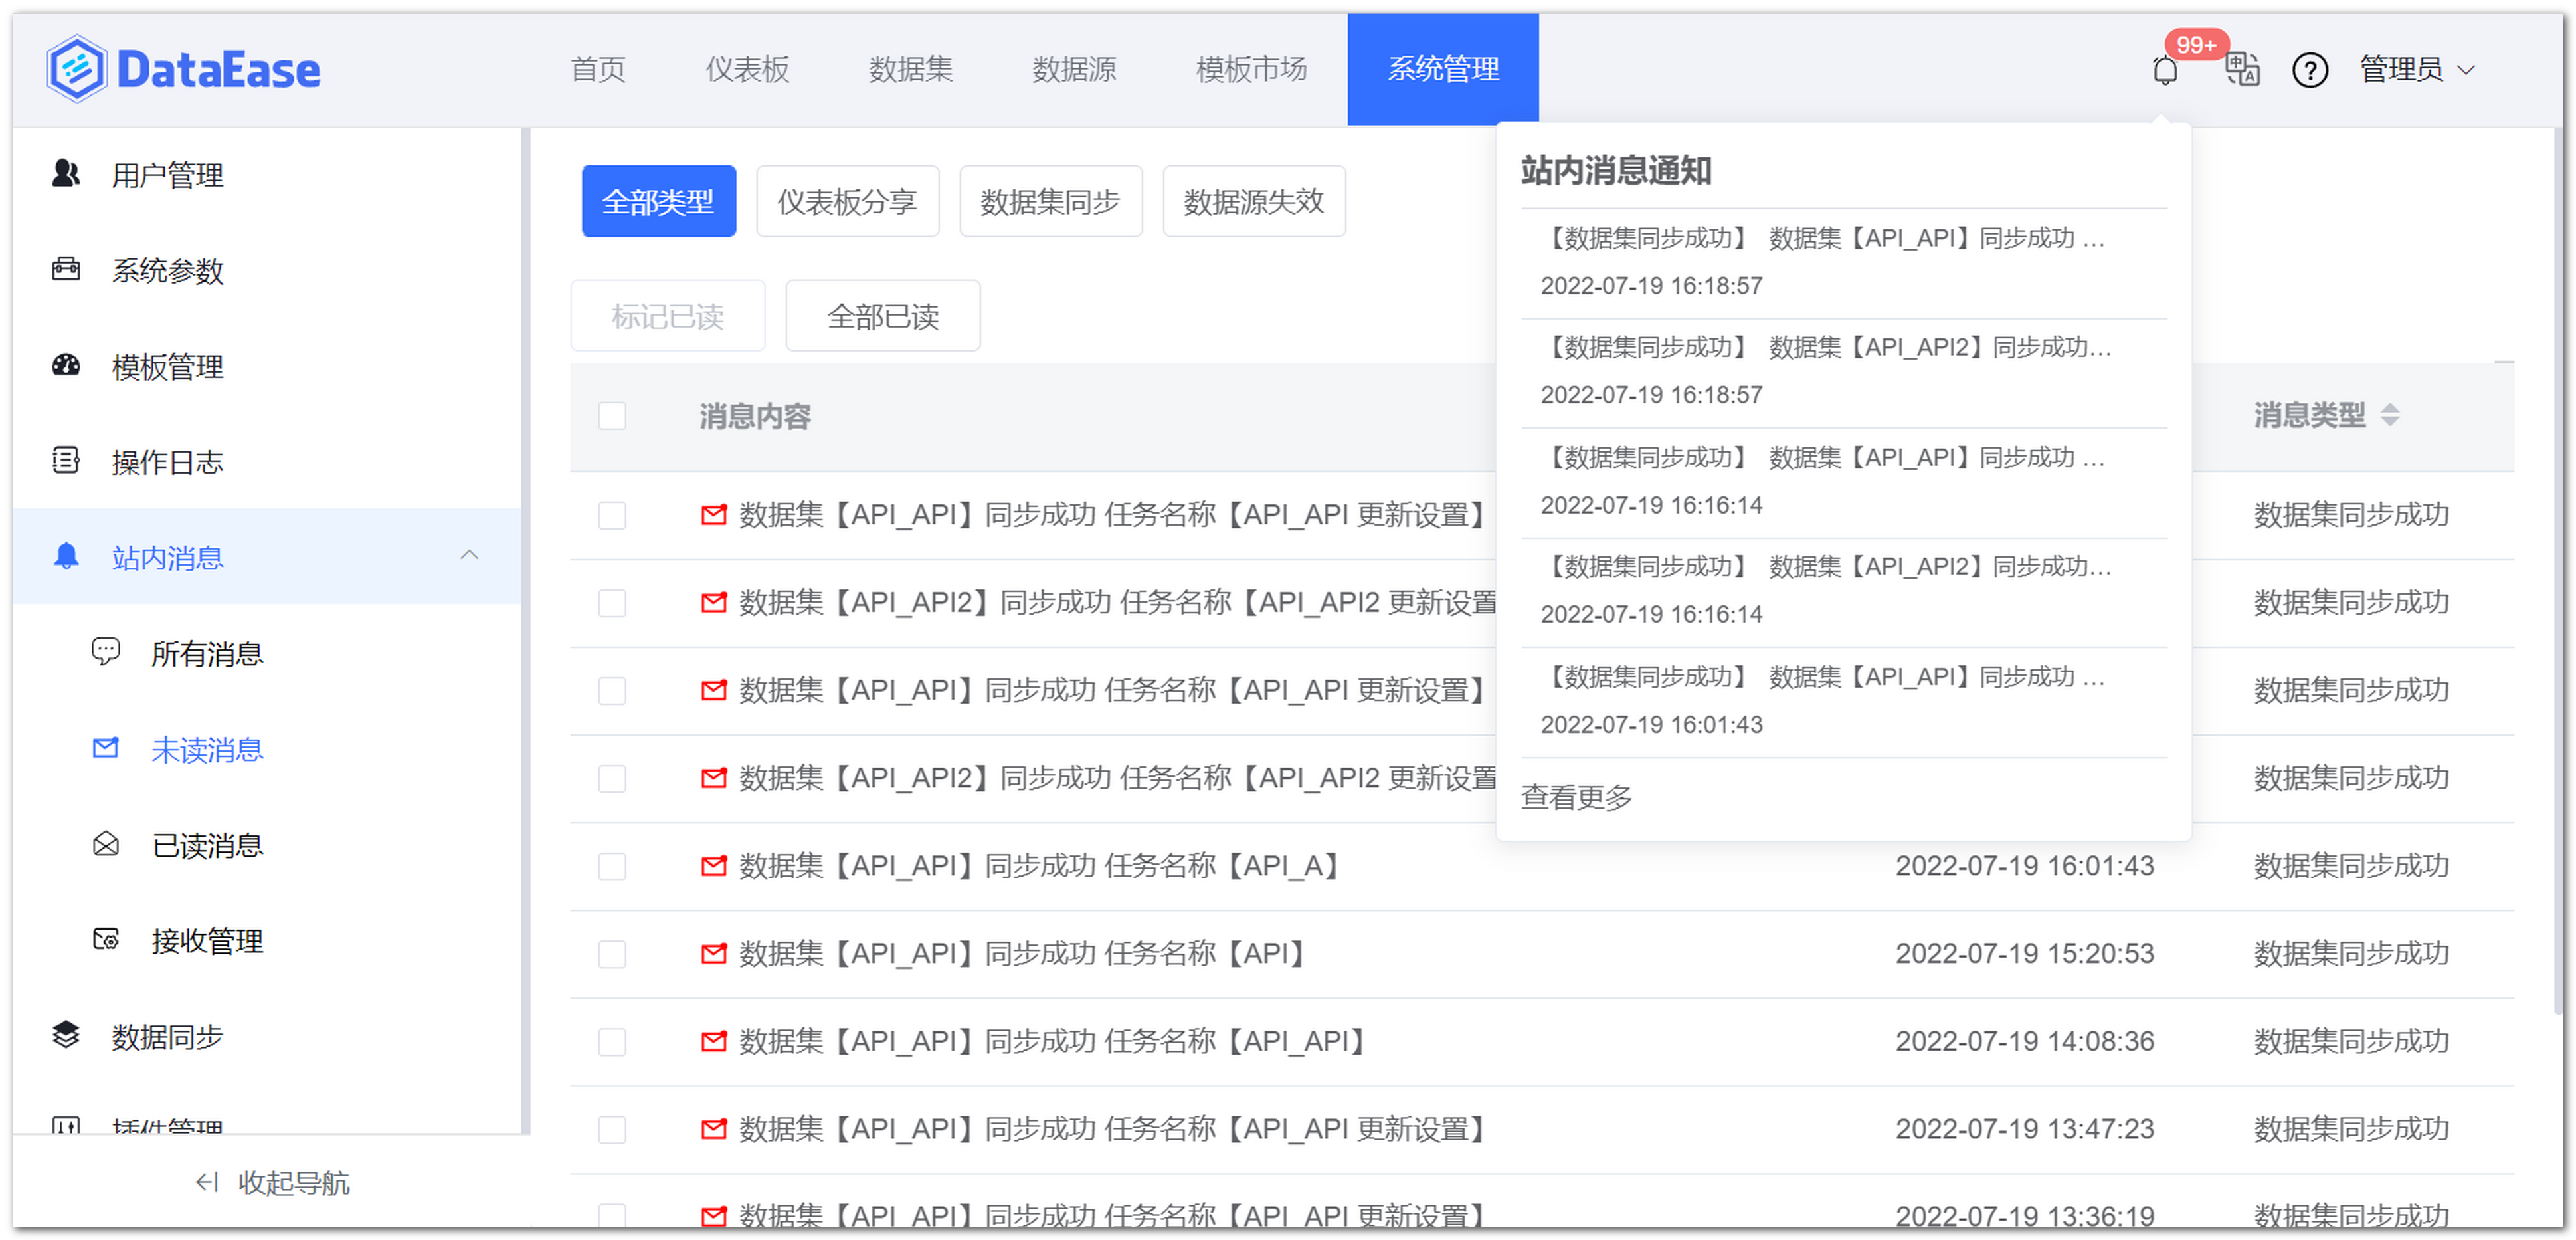 DataEase
首页
仪表板
数据集
数据源
模板市场
系统管理
99+
中 A
?
管理员
用户管理
系统参数
模板管理
操作日志
站内消息
所有消息
未读消息
已读消息
接收管理
数据同步
插件管理
收起导航
全部类型
仪表板分享
数据集同步
数据源失效
标记已读
全部已读
消息内容
消息类型
数据集【API_API】同步成功 任务名称【API_API 更新设置】
数据集同步成功
数据集【API_API2】同步成功 任务名称【API_API2 更新设置
数据集同步成功
数据集【API_API】同步成功 任务名称【API_API 更新设置】
数据集同步成功
数据集【API_API2】同步成功 任务名称【API_API2 更新设置
数据集同步成功
数据集【API_API】同步成功 任务名称【API_A】
2022-07-19 16:01:43
数据集同步成功
数据集【API_API】同步成功 任务名称【API】
2022-07-19 15:20:53
数据集同步成功
数据集【API_API】同步成功 任务名称【API_API】
2022-07-19 14:08:36
数据集同步成功
数据集【API_API】同步成功 任务名称【API_API 更新设置】
2022-07-19 13:47:23
数据集同步成功
数据集【API_API】同步成功 任务名称【API_API 更新设置】
2022-07-19 13:36:19
数据集同步成功
站内消息通知
【数据集同步成功】 数据集【API_API】同步成功 ...
2022-07-19 16:18:57
【数据集同步成功】 数据集【API_API2】同步成功...
2022-07-19 16:18:57
【数据集同步成功】 数据集【API_API】同步成功 ...
2022-07-19 16:16:14
【数据集同步成功】 数据集【API_API2】同步成功...
2022-07-19 16:16:14
【数据集同步成功】 数据集【API_API】同步成功 ...
2022-07-19 16:01:43
查看更多